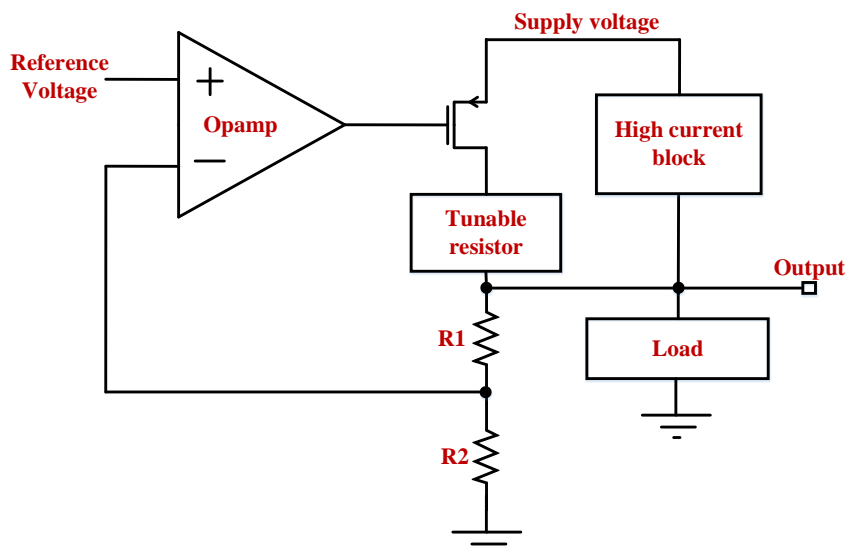 Supply voltage
Reference
Voltage
+
Opamp
−
High current
block
Tunable
resistor
Output
R1
Load
R2